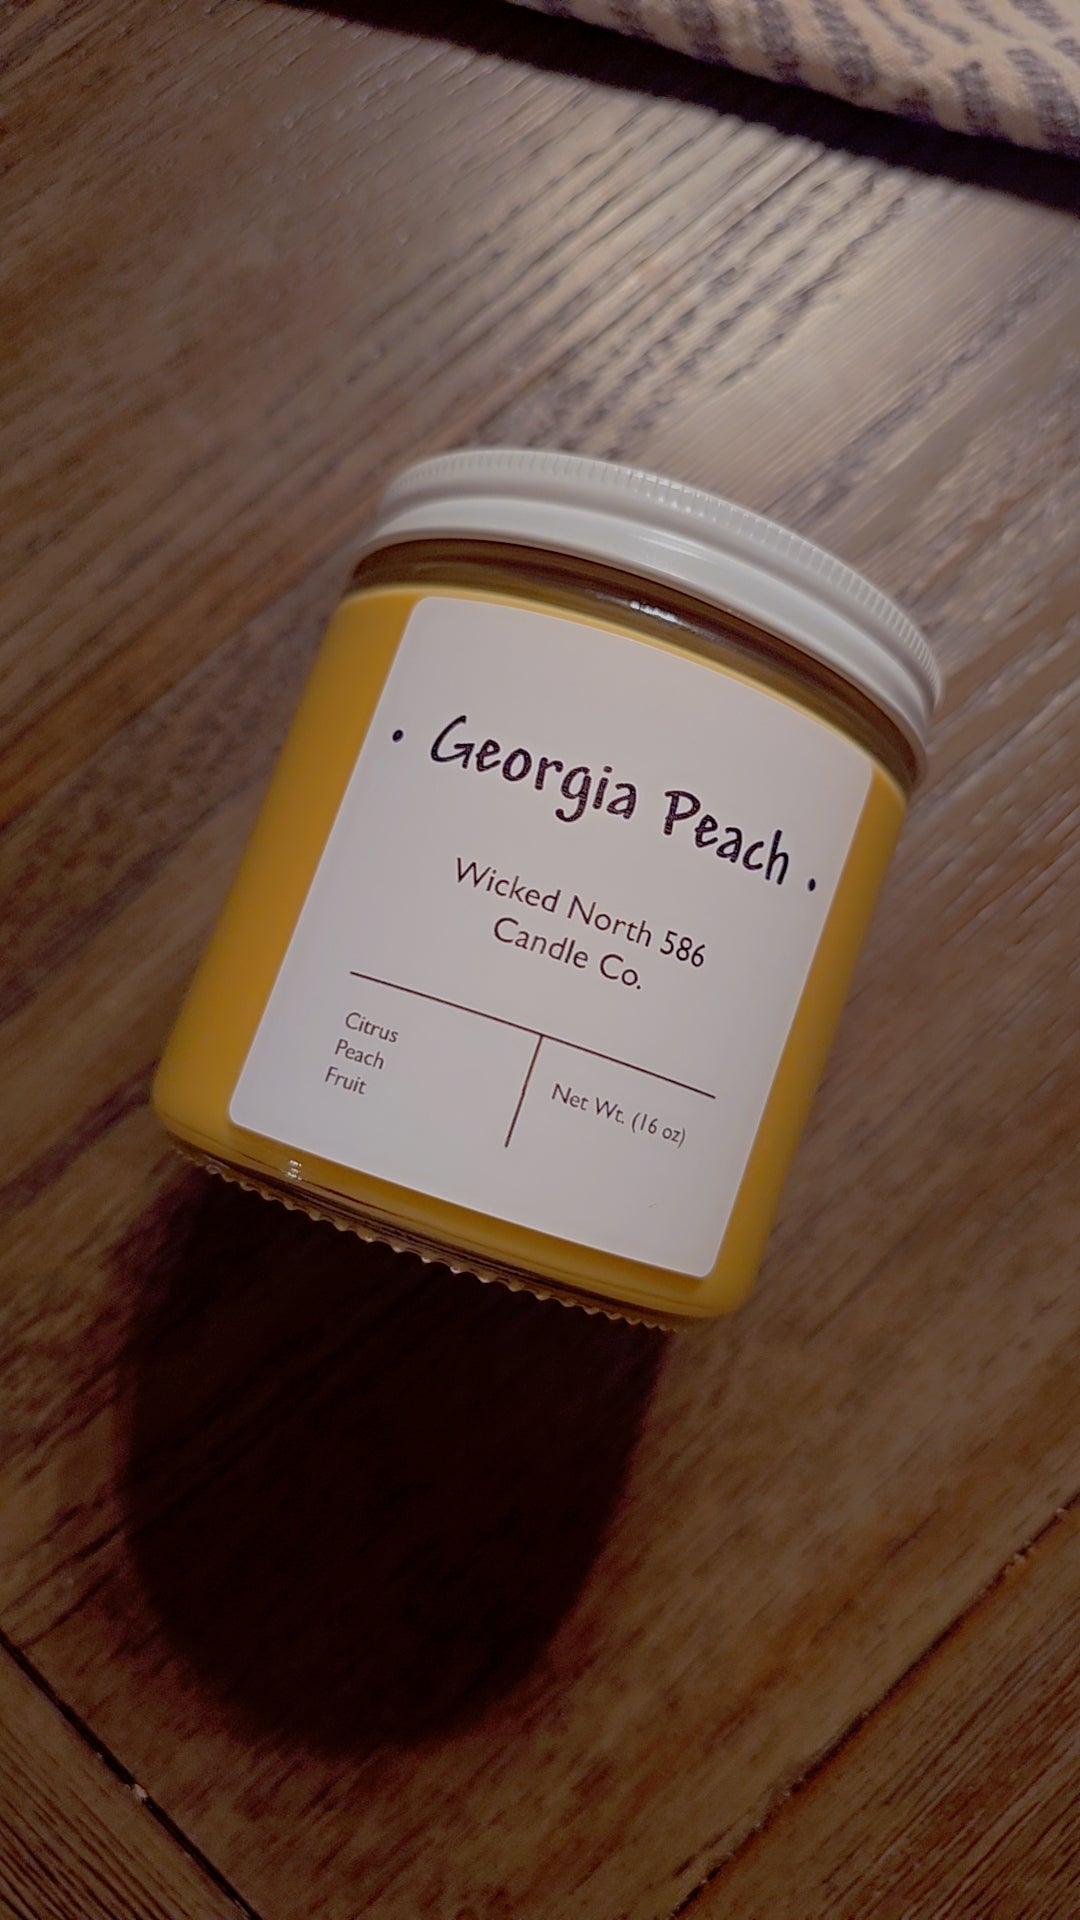 • Georgia Peach •
Wicked North 586
Candle Co.
Citrus
Peach
Fruit
Net Wt. (16 oz)